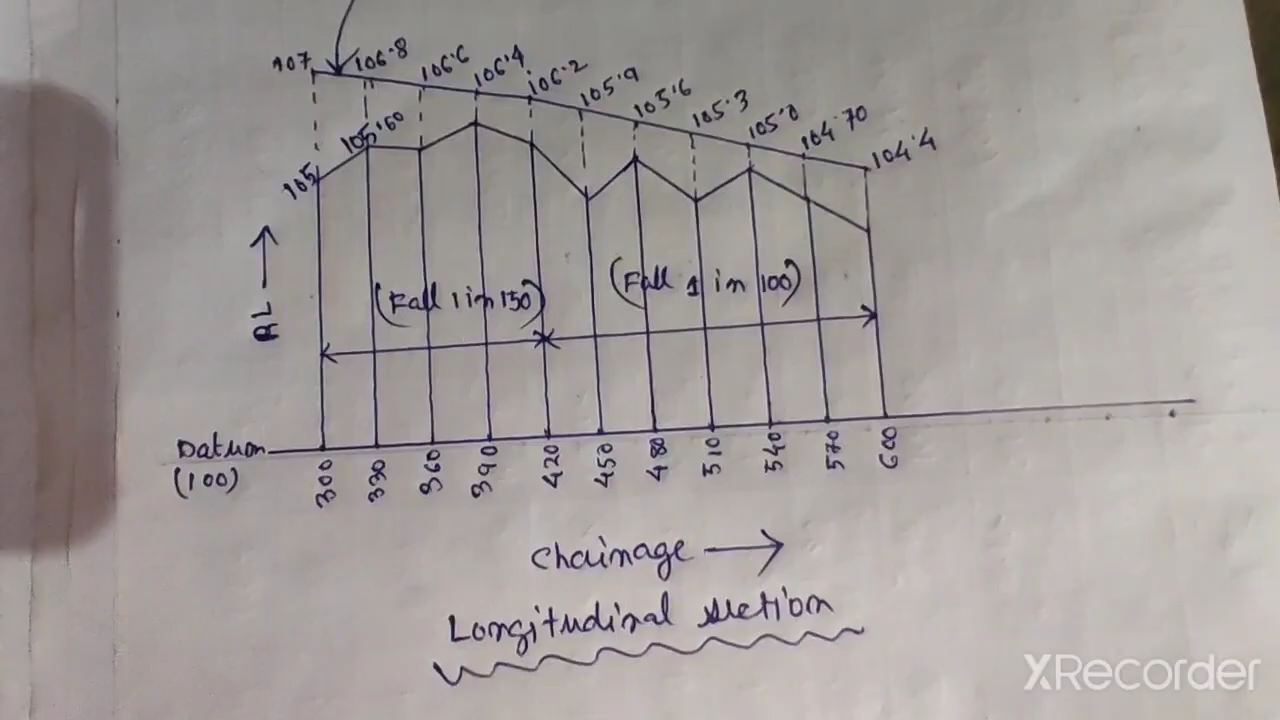 107 106.8 106.6 106.4 106.2 105.9 105.6 105.3 105.0 104.70 104.4
105 105.60
RL
(Fall 1 in 150) (Fall 1 in 100)
Datum
(100)
300 330 360 390 420 450 480 510 540 570 600
Chainage
Longitudinal section
XRecorder